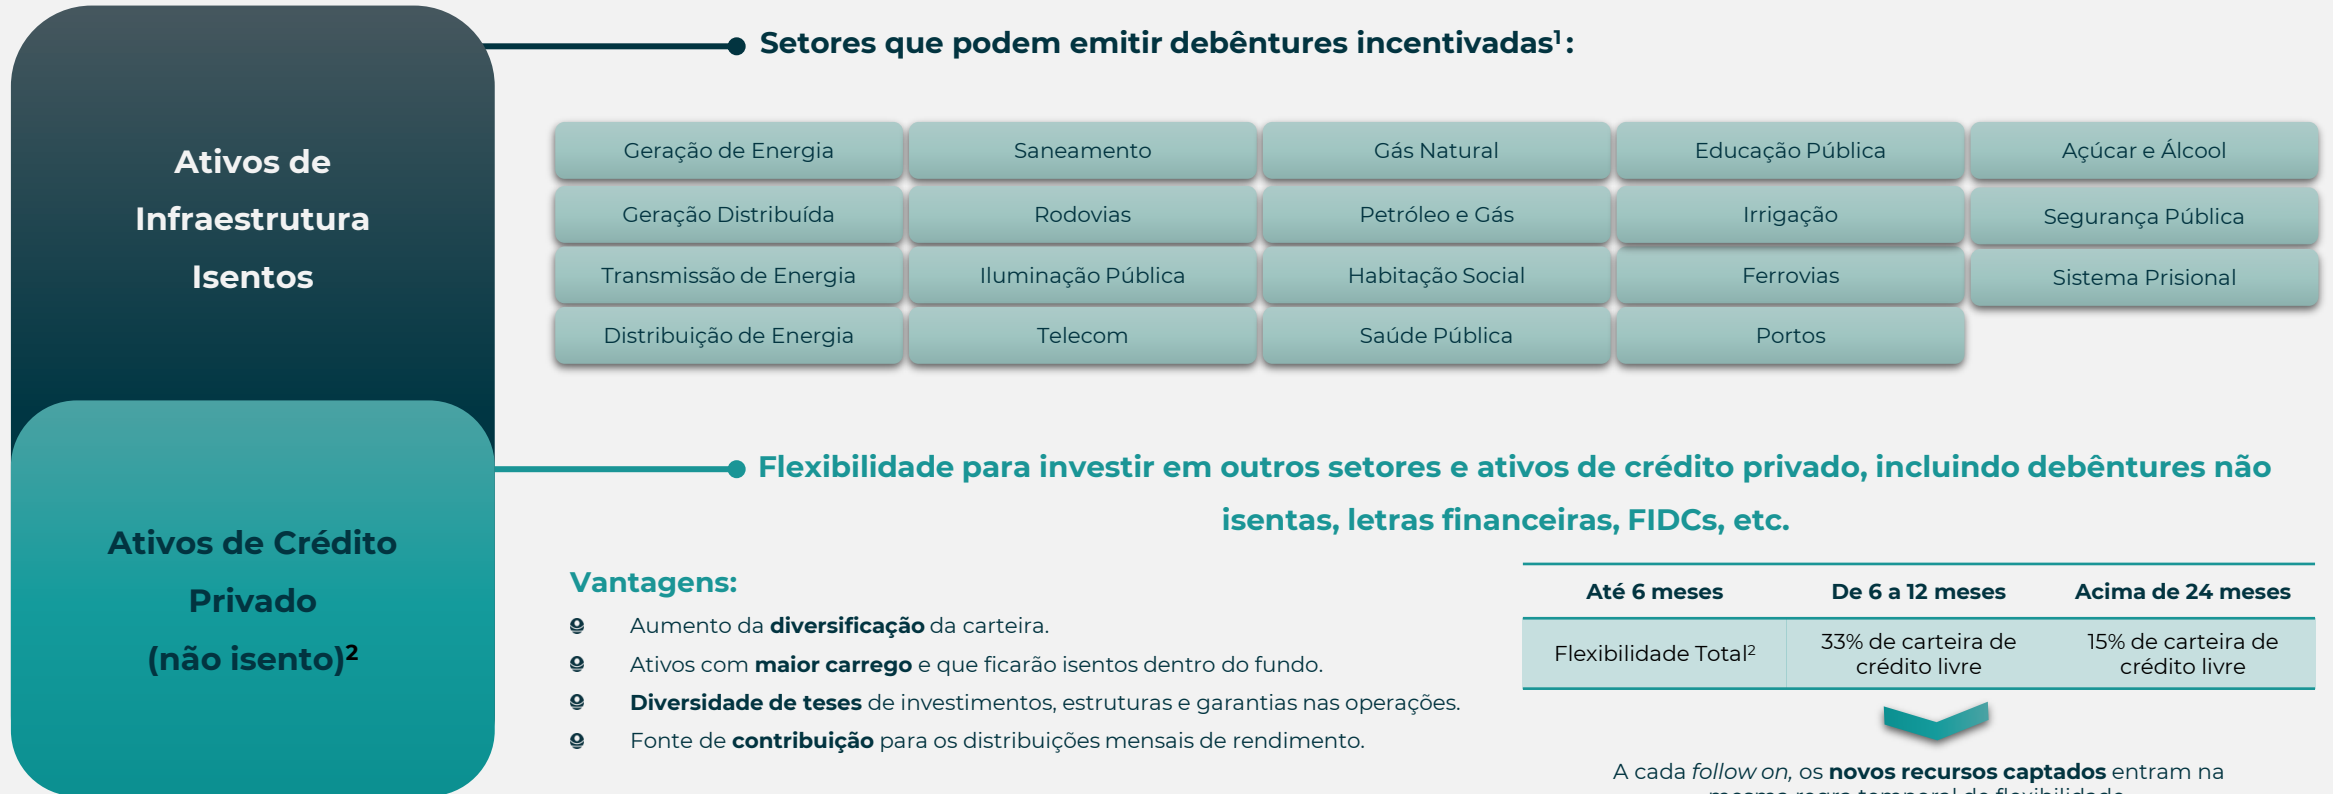 Setores que podem emitir debêntures incentivadas¹:
Ativos de
Infraestrutura
Isentos
Geração de Energia
Saneamento
Gás Natural
Educação Pública
Açúcar e Álcool
Geração Distribuída
Rodovias
Petróleo e Gás
Irrigação
Segurança Pública
Transmissão de Energia
Iluminação Pública
Habitação Social
Ferrovias
Sistema Prisional
Distribuição de Energia
Telecom
Saúde Pública
Portos
Flexibilidade para investir em outros setores e ativos de crédito privado, incluindo debêntures não
isentas, letras financeiras, FIDCs, etc.
Ativos de Crédito
Privado
(não isento)²
Vantagens:
Aumento da diversificação da carteira.
Ativos com maior carrego e que ficarão isentos dentro do fundo.
Diversidade de teses de investimentos, estruturas e garantias nas operações.
Fonte de contribuição para os distribuições mensais de rendimento.
Até 6 meses
De 6 a 12 meses
Acima de 24 meses
Flexibilidade Total²
33% de carteira de
crédito livre
15% de carteira de
crédito livre
A cada follow on, os novos recursos captados entram na
mesma regra temporal de flexibilidade